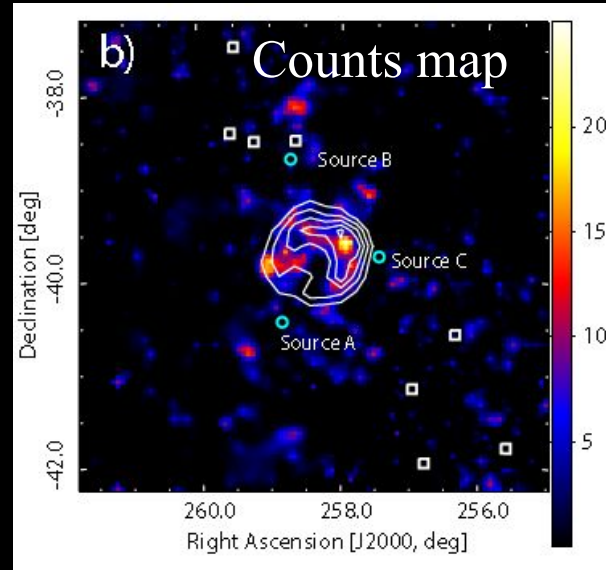 b)
Counts map
-38.0
-40.0
-42.0
Declination [deg]
Source B
Source C
Source A
20
15
10
5
260.0 258.0 256.0
Right Ascension [J2000, deg]